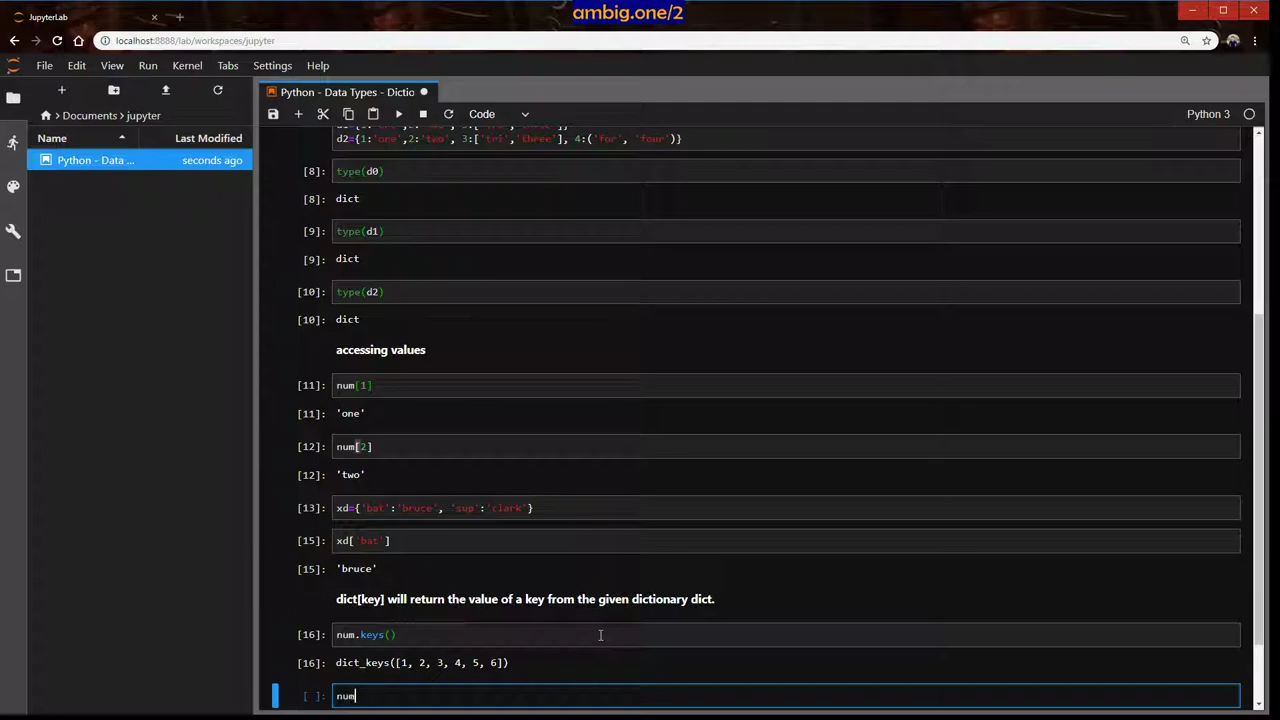 ambig.one/2
JupyterLab
localhost:8888/lab/workspaces/jupyter
File Edit View Run Kernel Tabs Settings Help
Python - Data Types - Dictio
Documents > jupyter
Code
Python 3
Name Last Modified
Python - Data ... seconds ago
d2={1:'one',2:'two', 3:['tri','three'], 4:('for', 'four')}
[8]: type(d0)
[8]: dict
[9]: type(d1)
[9]: dict
[10]: type(d2)
[10]: dict
accessing values
[11]: num[1]
[11]: 'one'
[12]: num[2]
[12]: 'two'
[13]: xd={'bat':'bruce', 'sup':'clark'}
[15]: xd['bat']
[15]: 'bruce'
dict[key] will return the value of a key from the given dictionary dict.
[16]: num.keys()
[16]: dict_keys([1, 2, 3, 4, 5, 6])
[ ]: num